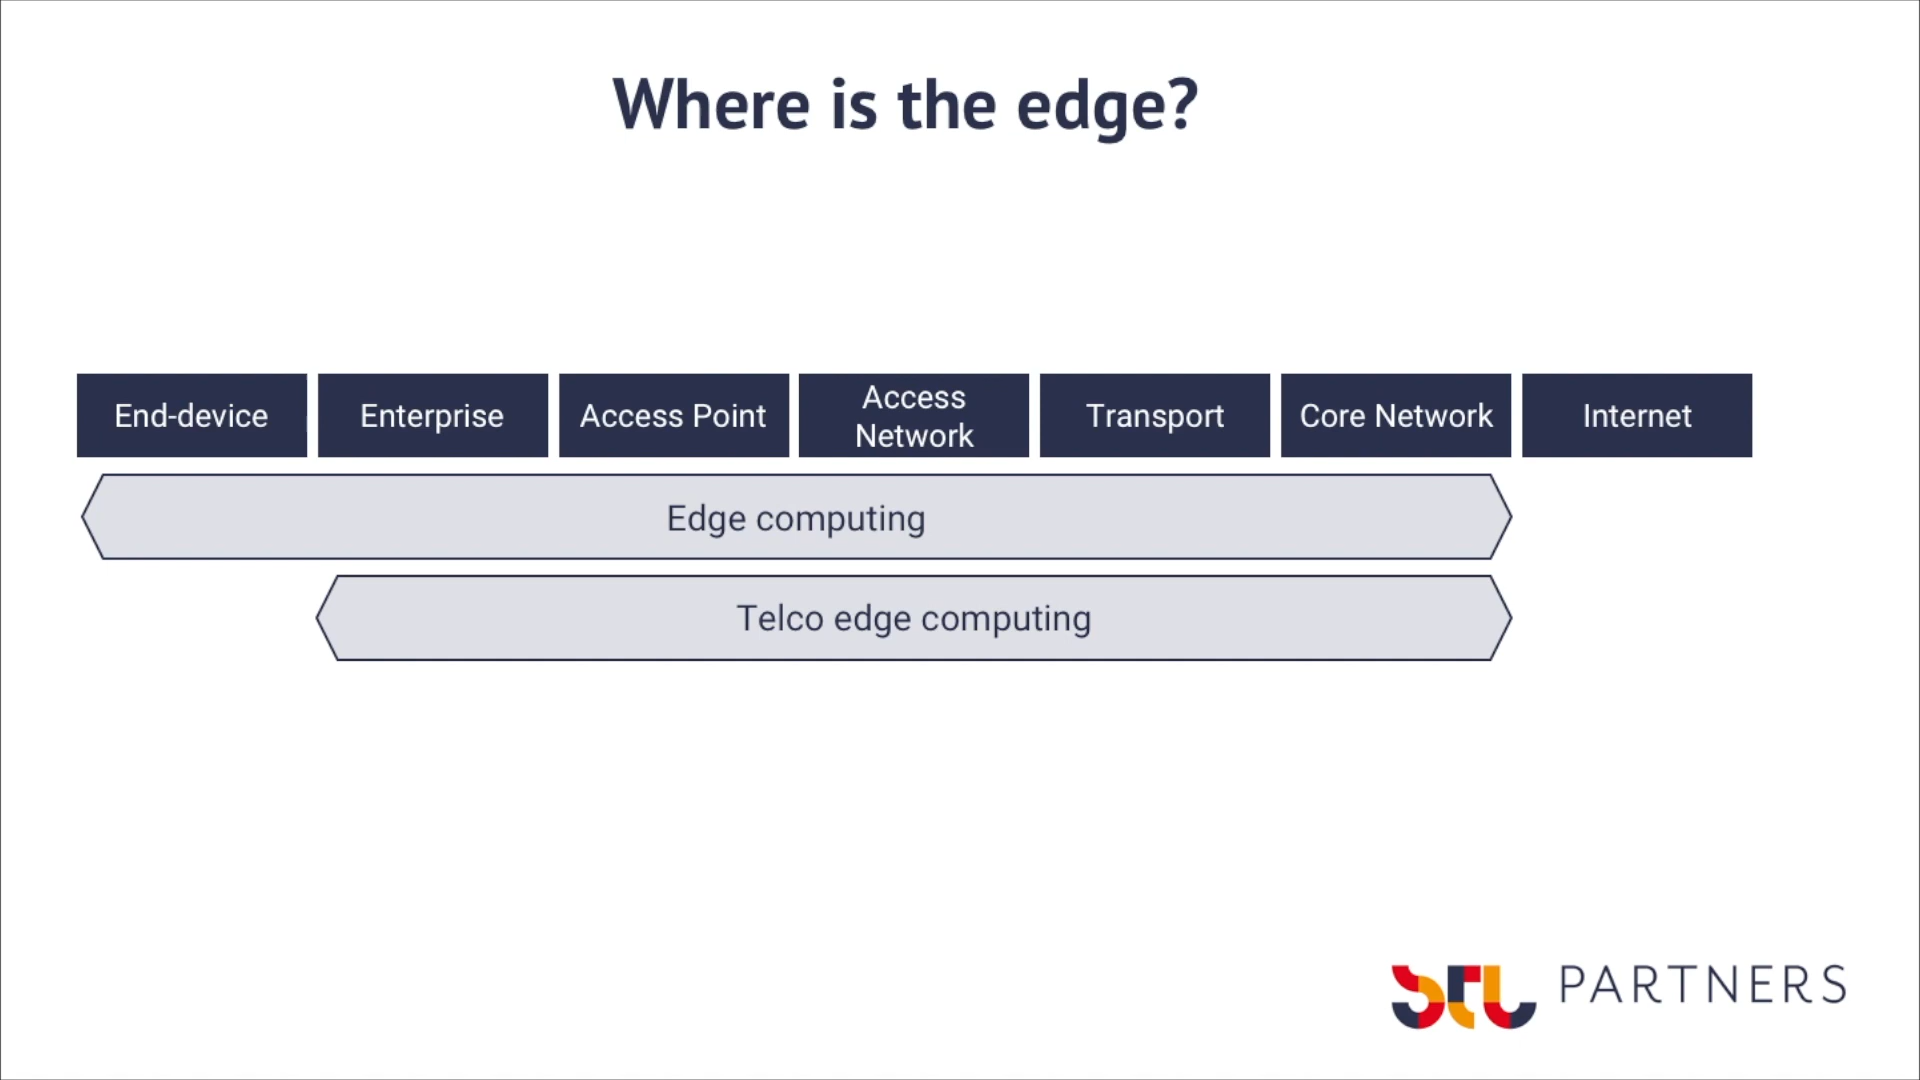 Where is the edge?
End-device
Enterprise
Access Point
Access
Network
Transport
Core Network
Internet
Edge computing
Telco edge computing
STL PARTNERS